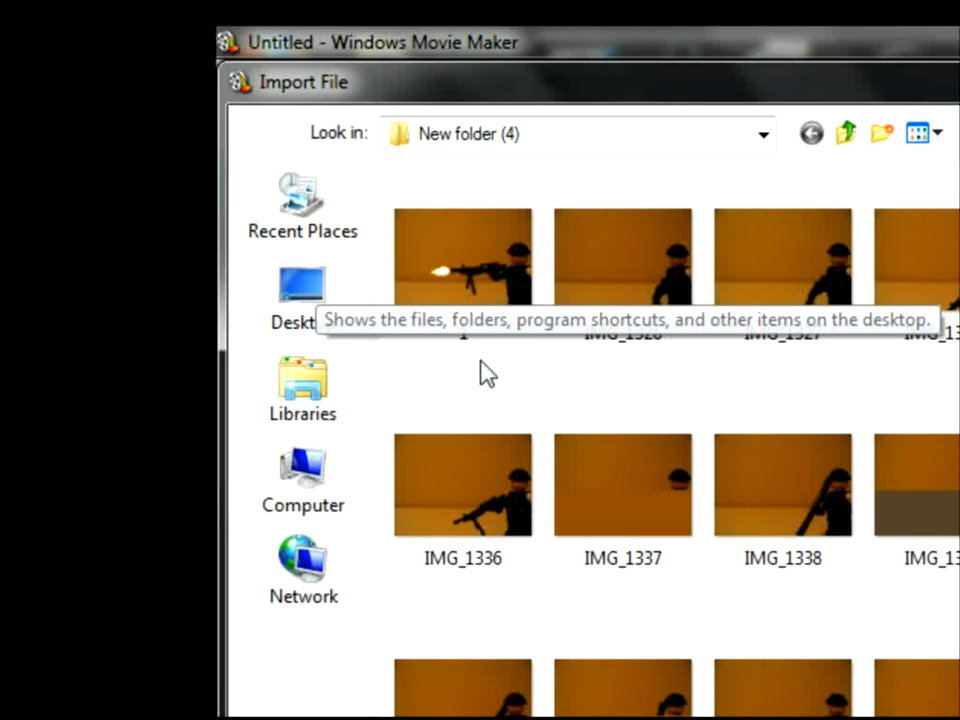 Untitled - Windows Movie Maker
Import File
Look in:
New folder (4)
Recent Places
Shows the files, folders, program shortcuts, and other items on the desktop.
Libraries
IMG_1336
IMG_1337
IMG_1338
Computer
Network